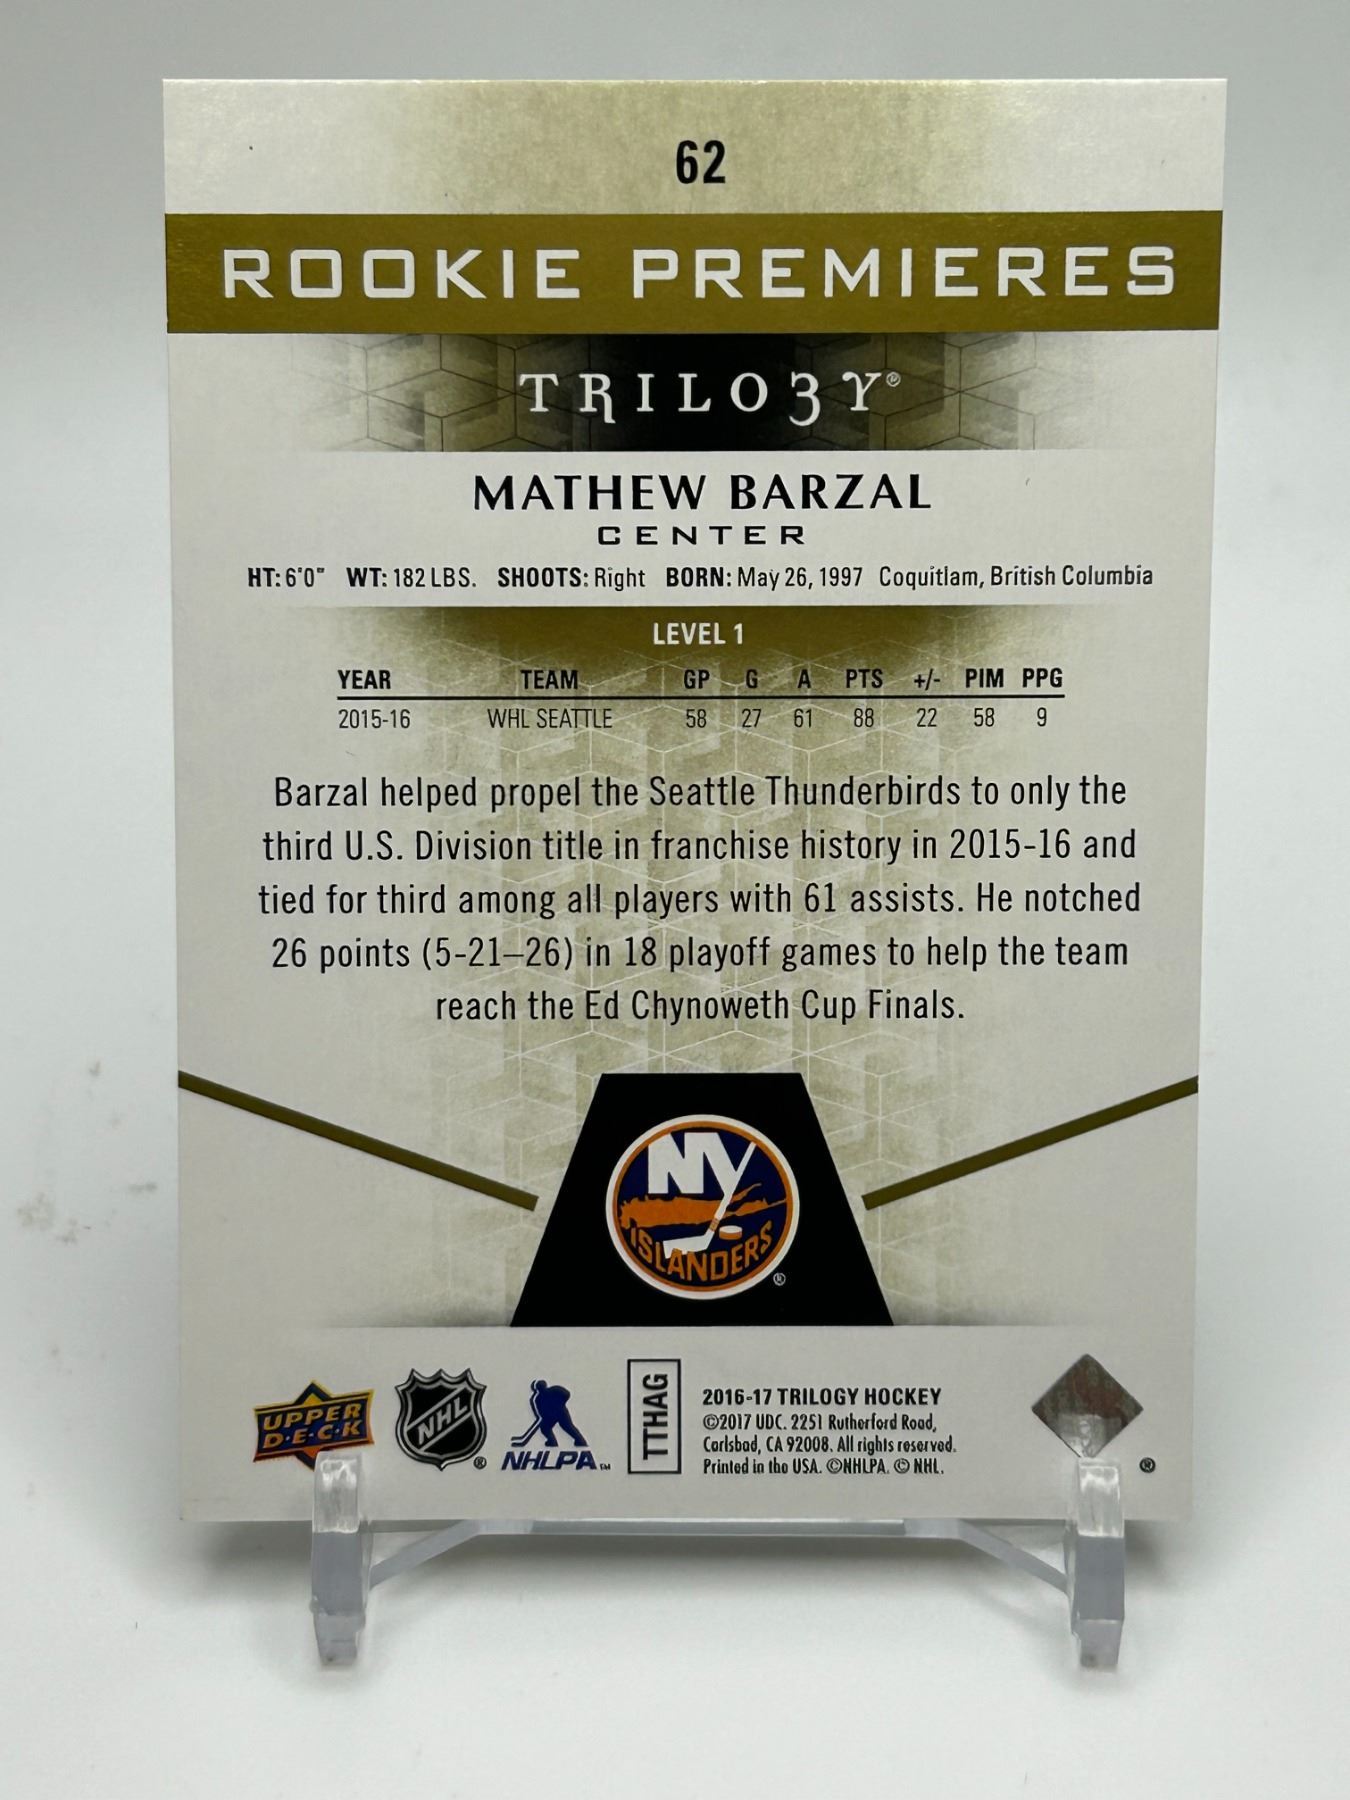 62
ROOKIE PREMIERES
TRILOGY®
MATHEW BARZAL
CENTER
HT: 6'0" WT: 182 LBS. SHOOTS: Right BORN: May 26, 1997 Coquitlam, British Columbia
LEVEL 1
YEAR TEAM GP G A PTS +/- PIM PPG
2015-16 WHL SEATTLE 58 27 61 88 22 58 9
Barzal helped propel the Seattle Thunderbirds to only the
third U.S. Division title in franchise history in 2015-16 and
tied for third among all players with 61 assists. He notched
26 points (5-21–26) in 18 playoff games to help the team
reach the Ed Chynoweth Cup Finals.
NY
ISLANDERS
®
UPPER
D·E·C·K
NHL
®
NHLPA™
TTHAG
2016-17 TRILOGY HOCKEY
©2017 UDC. 2251 Rutherford Road,
Carlsbad, CA 92008. All rights reserved.
Printed in the USA. ©NHLPA. © NHL.
®